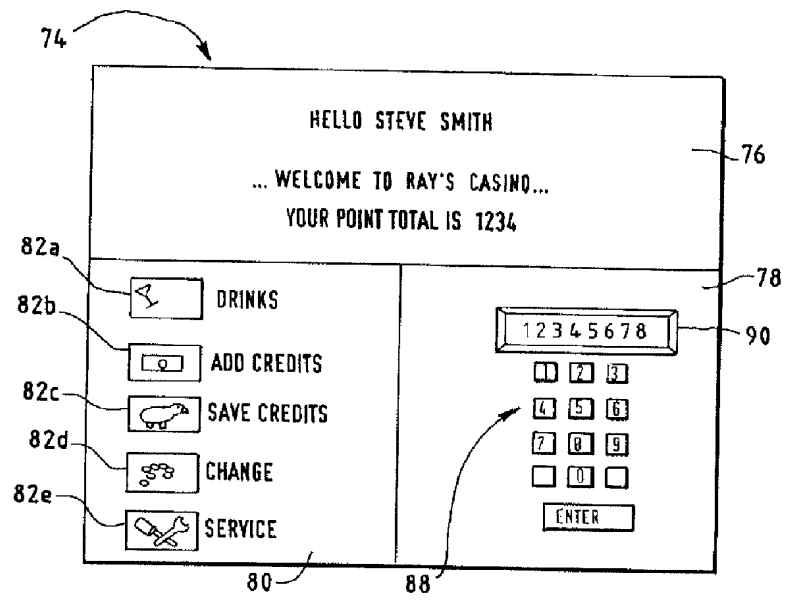 74
HELLO STEVE SMITH
76
... WELCOME TO RAY'S CASINO...
YOUR POINT TOTAL IS 1234
82a
DRINKS
78
82b
12345678
90
ADD CREDITS
1 2 3
82c
SAVE CREDITS
4 5 6
82d
CHANGE
7 8 9
82e
0
SERVICE
ENTER
80
88